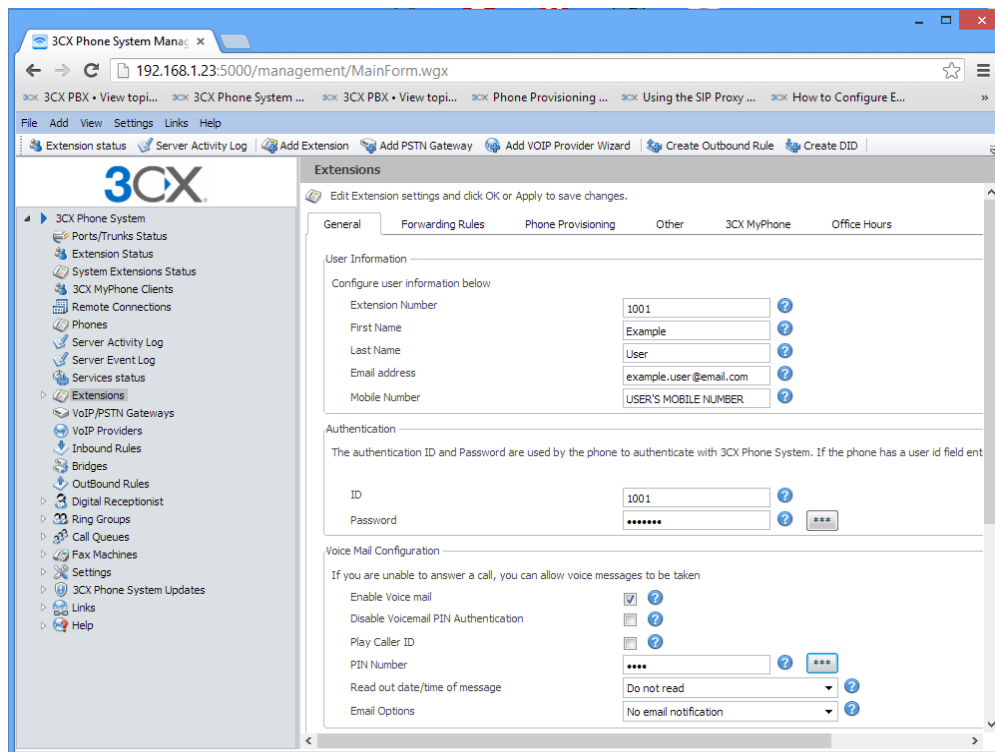 3CX Phone System Manag ×
192.168.1.23:5000/management/MainForm.wgx
3CX PBX • View topi... 3CX Phone System ... 3CX PBX • View topi... Phone Provisioning ... Using the SIP Proxy ... How to Configure E... »
File Add View Settings Links Help
Extension status Server Activity Log Add Extension Add PSTN Gateway Add VOIP Provider Wizard Create Outbound Rule Create DID
3CX
3CX Phone System
Ports/Trunks Status
Extension Status
System Extensions Status
3CX MyPhone Clients
Remote Connections
Phones
Server Activity Log
Server Event Log
Services status
Extensions
VoIP/PSTN Gateways
VoIP Providers
Inbound Rules
Bridges
OutBound Rules
Digital Receptionist
Ring Groups
Call Queues
Fax Machines
Settings
3CX Phone System Updates
Links
Help
Extensions
Edit Extension settings and click OK or Apply to save changes.
General Forwarding Rules Phone Provisioning Other 3CX MyPhone Office Hours
User Information
Configure user information below
Extension Number 1001
First Name Example
Last Name User
Email address example.user@email.com
Mobile Number USER'S MOBILE NUMBER
Authentication
The authentication ID and Password are used by the phone to authenticate with 3CX Phone System. If the phone has a user id field ent
ID 1001
Password ••••••• ***
Voice Mail Configuration
If you are unable to answer a call, you can allow voice messages to be taken
Enable Voice mail
Disable Voicemail PIN Authentication
Play Caller ID
PIN Number •••• ***
Read out date/time of message Do not read
Email Options No email notification